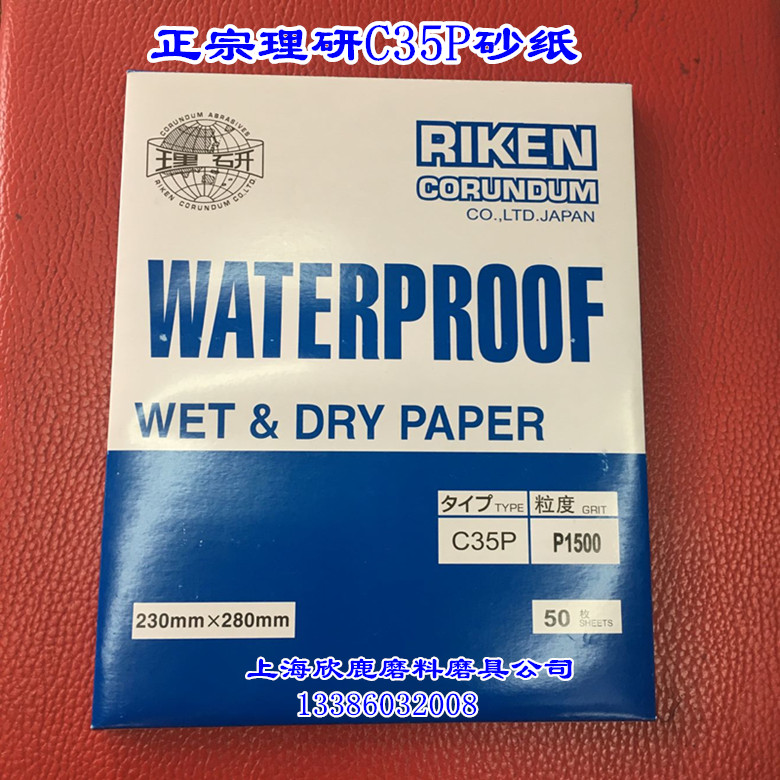 正宗理研C35P砂纸
CORUNDUM ABRASIVES
理研
RIKEN CORUNDUM CO.,LTD.
RIKEN
CORUNDUM
CO.,LTD.JAPAN
WATERPROOF
WET & DRY PAPER
タイプ TYPE 粒度 GRIT
C35P P1500
230mm×280mm
50 枚 SHEETS
上海欣鹿磨料磨具公司
13386032008